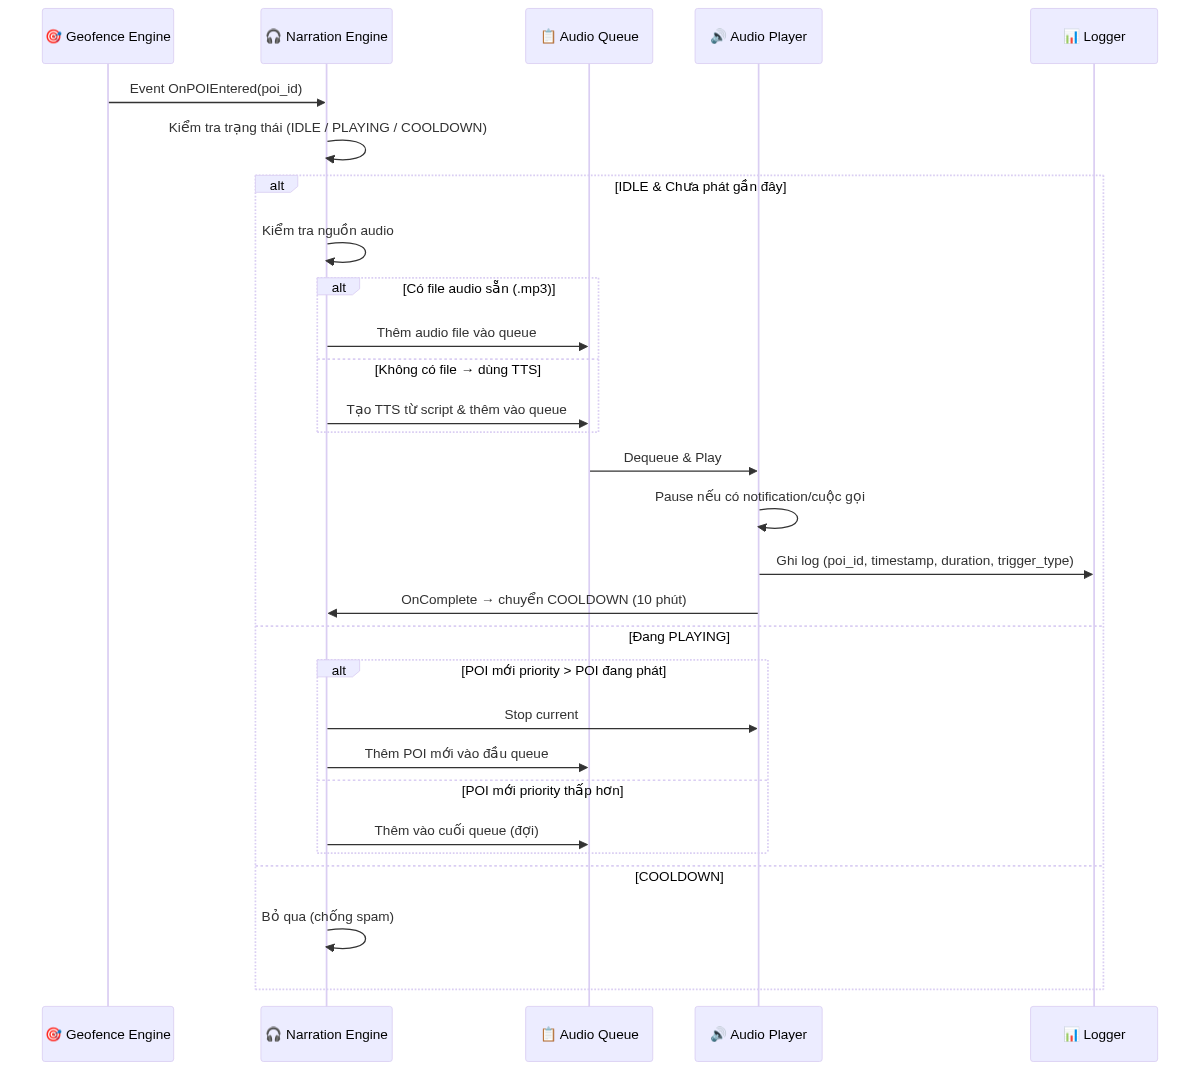 🎯 Geofence Engine
🎧 Narration Engine
📋 Audio Queue
🔊 Audio Player
📊 Logger
Event OnPOIEntered(poi_id)
Kiểm tra trạng thái (IDLE / PLAYING / COOLDOWN)
alt
[IDLE & Chưa phát gần đây]
Kiểm tra nguồn audio
alt
[Có file audio sẵn (.mp3)]
Thêm audio file vào queue
[Không có file → dùng TTS]
Tạo TTS từ script & thêm vào queue
Dequeue & Play
Pause nếu có notification/cuộc gọi
Ghi log (poi_id, timestamp, duration, trigger_type)
OnComplete → chuyển COOLDOWN (10 phút)
[Đang PLAYING]
alt
[POI mới priority > POI đang phát]
Stop current
Thêm POI mới vào đầu queue
[POI mới priority thấp hơn]
Thêm vào cuối queue (đợi)
[COOLDOWN]
Bỏ qua (chống spam)
🎯 Geofence Engine
🎧 Narration Engine
📋 Audio Queue
🔊 Audio Player
📊 Logger